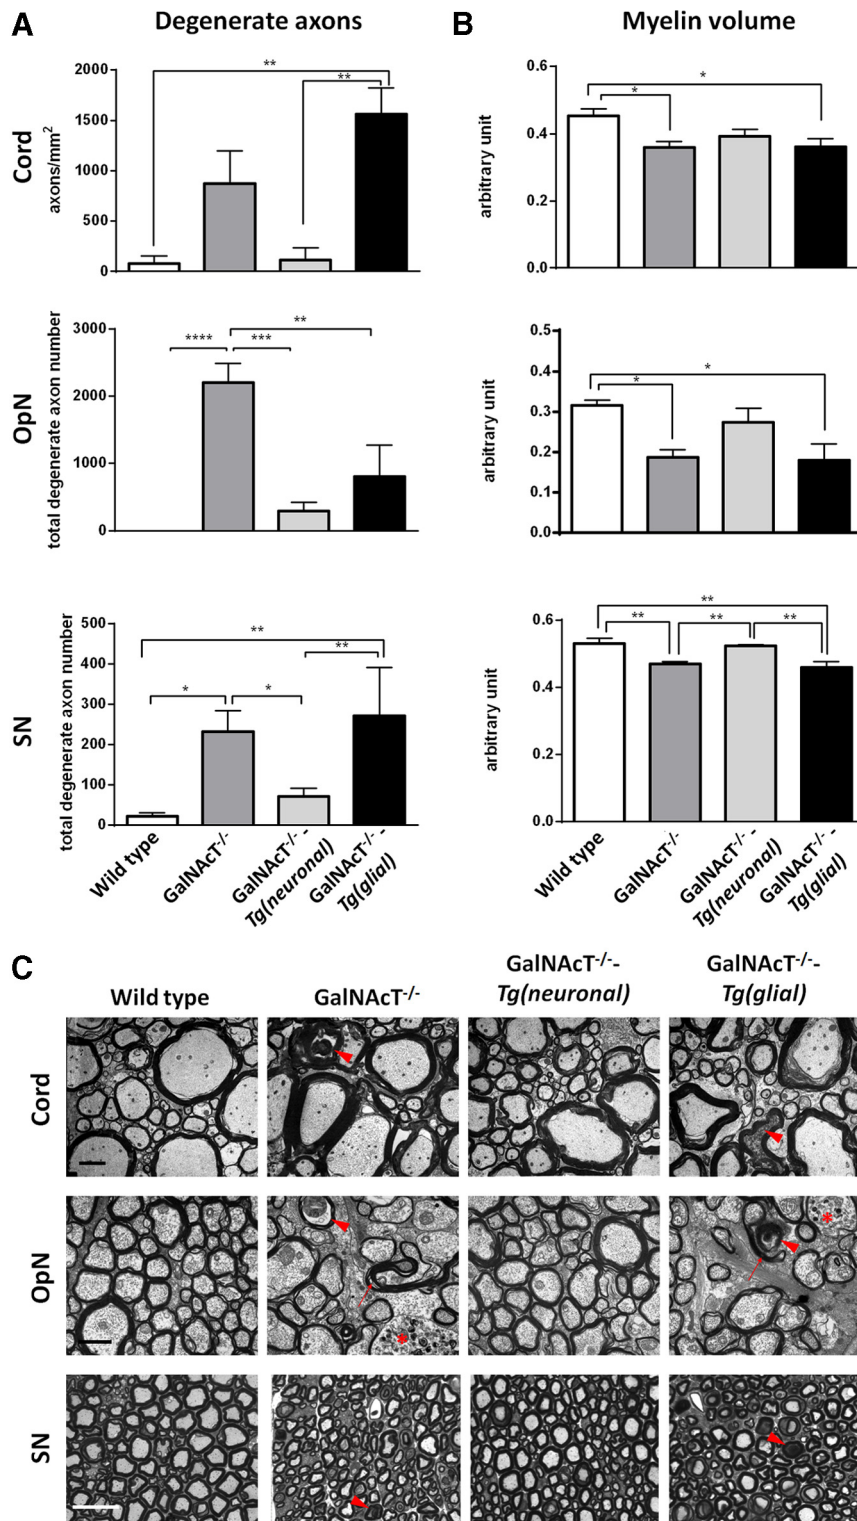 A Degenerate axons
Cord
axons/mm²
2000
1500
1000
500
0
**
**
OpN
total degenerate axon number
3000
2000
1000
0
****
***
**
SN
total degenerate axon number
500
400
300
200
100
0
**
**
*
*
Wild type
GalNAcT-/-
GalNAcT-/--
Tg(neuronal)
GalNAcT-/--
Tg(glial)
B Myelin volume
arbitrary unit
0.6
0.4
0.2
0.0
*
*
arbitrary unit
0.5
0.4
0.3
0.2
0.1
0.0
*
*
arbitrary unit
0.6
0.4
0.2
0.0
**
**
**
**
Wild type
GalNAcT-/-
GalNAcT-/--
Tg(neuronal)
GalNAcT-/--
Tg(glial)
C
Wild type
GalNAcT-/-
GalNAcT-/--
Tg(neuronal)
GalNAcT-/--
Tg(glial)
Cord
OpN
*
*
SN